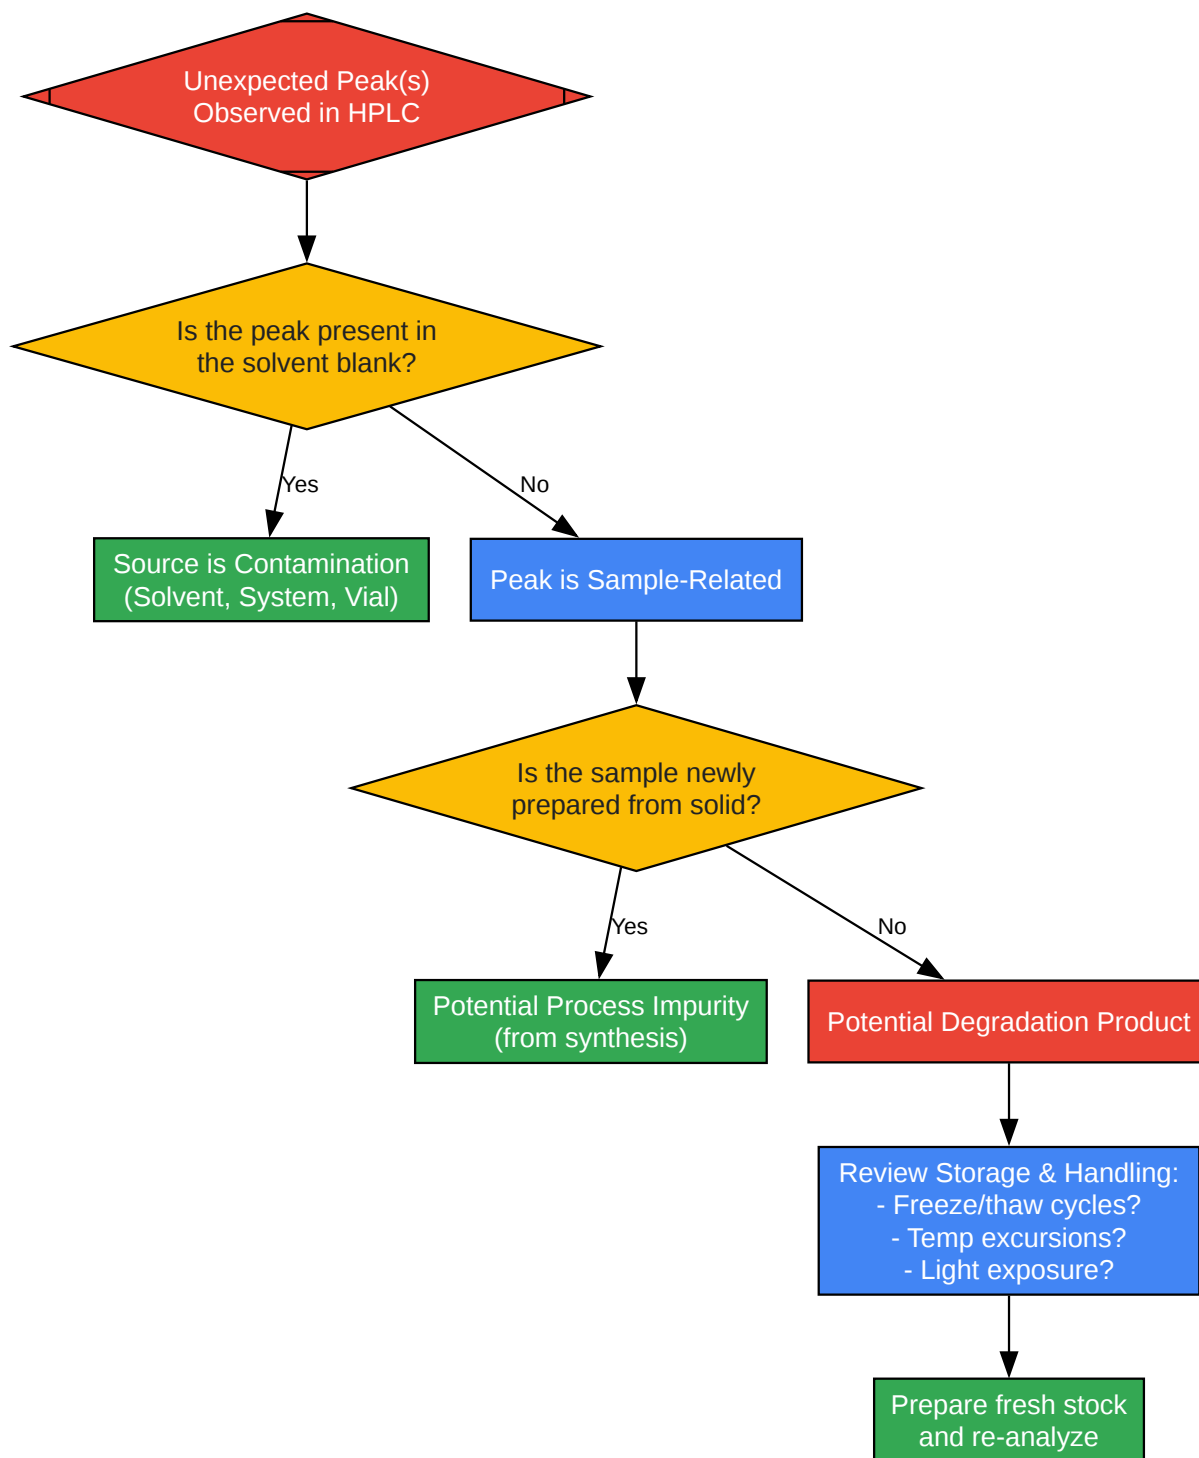 Unexpected Peak(s)
Observed in HPLC
Is the peak present in
the solvent blank?
Yes
No
Source is Contamination
(Solvent, System, Vial)
Peak is Sample-Related
Is the sample newly
prepared from solid?
Yes
No
Potential Process Impurity
(from synthesis)
Potential Degradation Product
Review Storage & Handling:
- Freeze/thaw cycles?
- Temp excursions?
- Light exposure?
Prepare fresh stock
and re-analyze